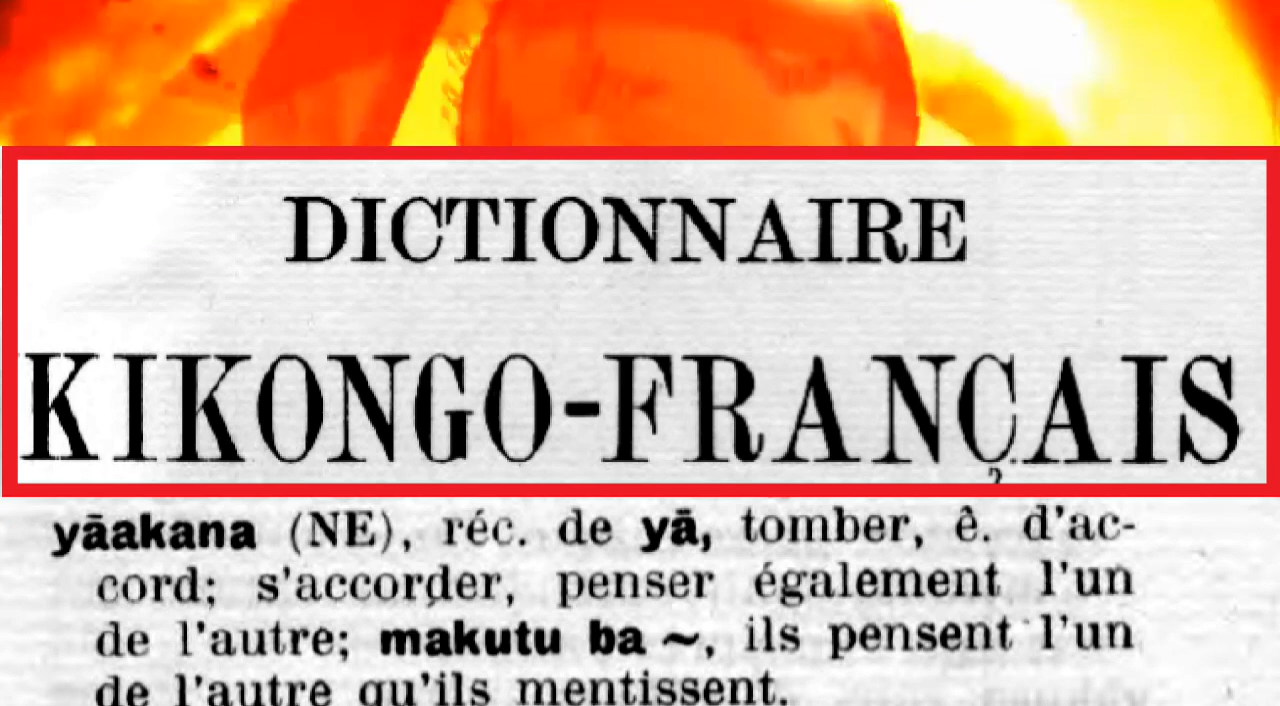 DICTIONNAIRE
KIKONGO-FRANÇAIS
yāakana (NE), réc. de yā, tomber, ê. d'ac-
cord; s'accorder, penser également l'un
de l'autre; makutu ba ~, ils pensent l'un
de l'autre qu'ils mentissent.